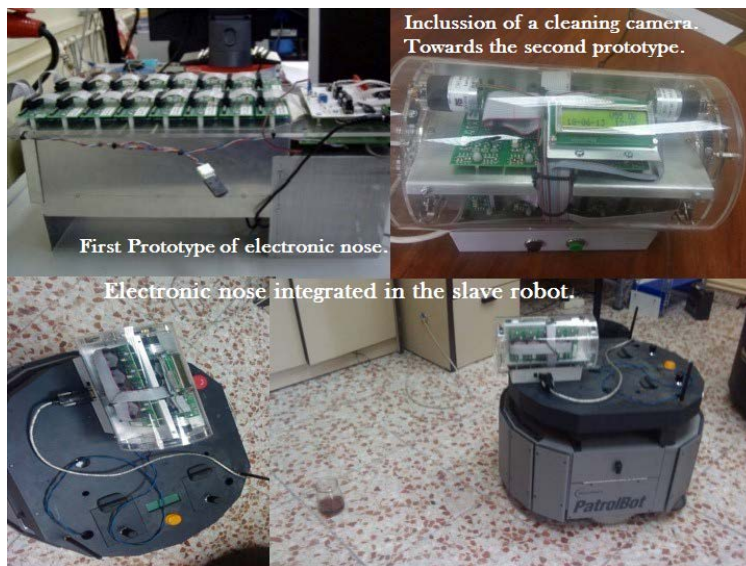 Inclussion of a cleaning camera.
Towards the second prototype.
First Prototype of electronic nose.
Electronic nose integrated in the slave robot.
PatrolBot